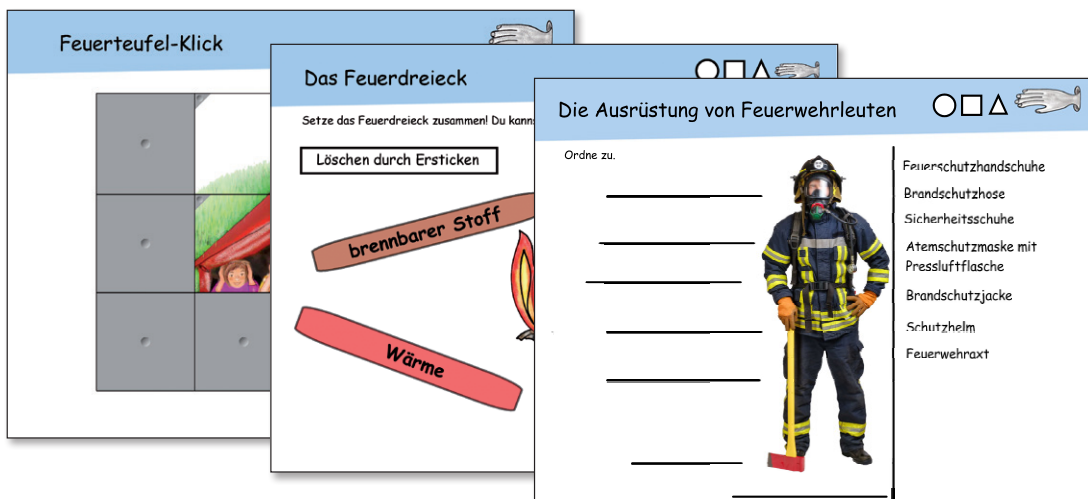 Feuerteufel-Klick
Das Feuerdreieck
Setze das Feuerdreieck zusammen! Du kanns
Löschen durch Ersticken
brennbarer Stoff
Wärme
Die Ausrüstung von Feuerwehrleuten
Ordne zu.
Feuerschutzhandschuhe
Brandschutzhose
Sicherheitsschuhe
Atemschutzmaske mit
Pressluftflasche
Brandschutzjacke
Schutzhelm
Feuerwehraxt